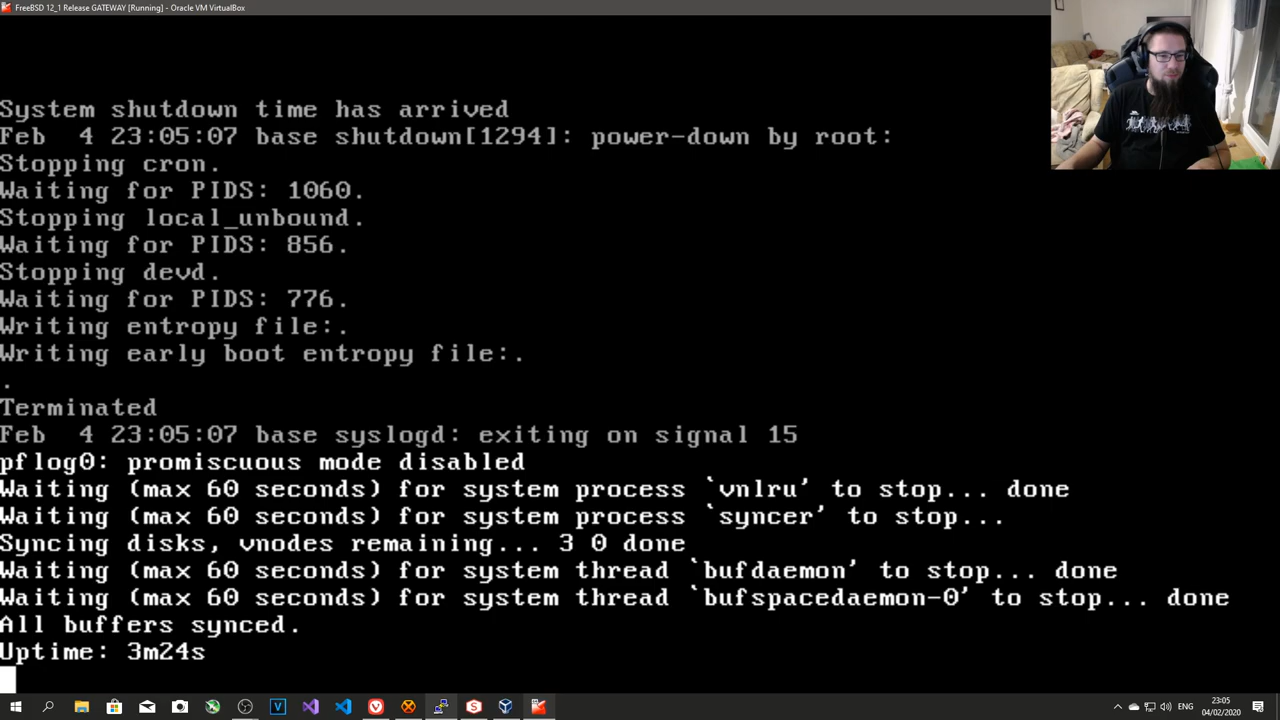 FreeBSD 12_1 Release GATEWAY [Running] - Oracle VM VirtualBox
System shutdown time has arrived
Feb  4 23:05:07 base shutdown[1294]: power-down by root:
Stopping cron.
Waiting for PIDS: 1060.
Stopping local_unbound.
Waiting for PIDS: 856.
Stopping devd.
Waiting for PIDS: 776.
Writing entropy file:.
Writing early boot entropy file:.
.
Terminated
Feb  4 23:05:07 base syslogd: exiting on signal 15
pflog0: promiscuous mode disabled
Waiting (max 60 seconds) for system process `vnlru' to stop... done
Waiting (max 60 seconds) for system process `syncer' to stop...
Syncing disks, vnodes remaining... 3 0 done
Waiting (max 60 seconds) for system thread `bufdaemon' to stop... done
Waiting (max 60 seconds) for system thread `bufspacedaemon-0' to stop... done
All buffers synced.
Uptime: 3m24s
ENG
23:05
04/02/2020